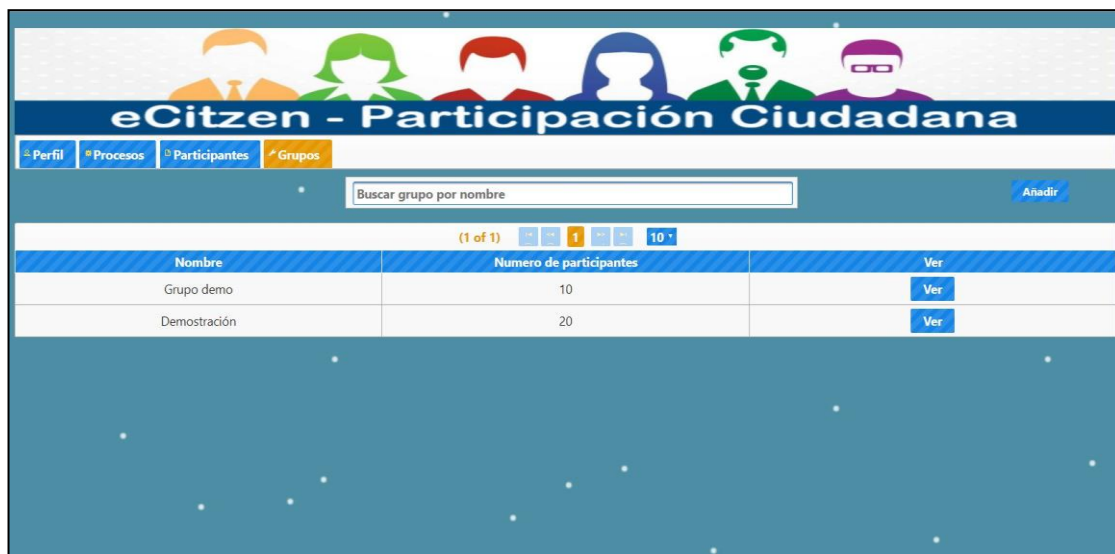 eCitzen - Participación Ciudadana
Perfil Procesos Participantes Grupos
Buscar grupo por nombre Añadir
(1 of 1) 1 10
Nombre Numero de participantes Ver
Grupo demo 10 Ver
Demostración 20 Ver